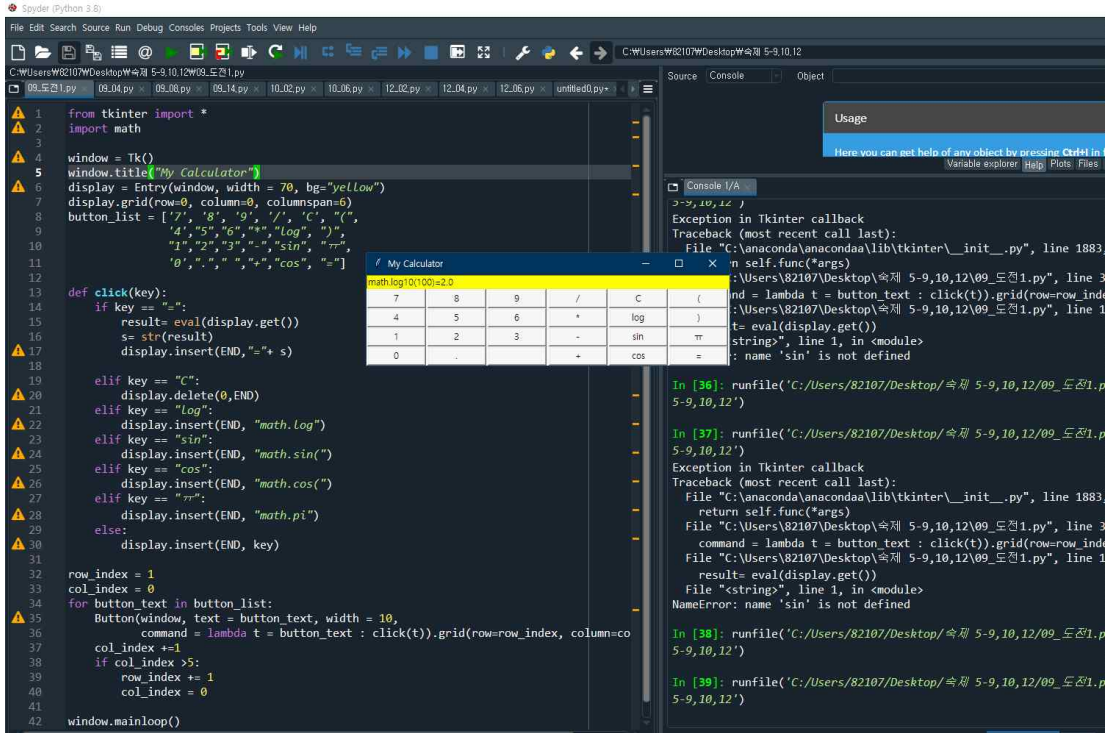 Spyder (Python 3.8)
File Edit Search Source Run Debug Consoles Projects Tools View Help
C:₩Users₩82107₩Desktop₩숙제 5-9,10,12
C:₩Users₩82107₩Desktop₩숙제 5-9,10,12₩09_도전1.py
09_도전1.py 09_04.py 09_08.py 09_14.py 10_02.py 10_06.py 12_02.py 12_04.py 12_06.py untitled0.py*
1 from tkinter import *
2 import math
3
4 window = Tk()
5 window.title("My Calculator")
6 display = Entry(window, width = 70, bg="yellow")
7 display.grid(row=0, column=0, columnspan=6)
8 button_list = ['7', '8', '9', '/', 'C', "(",
9 '4',"5","6","*","log", ")",
10 "1","2","3","-","sin", "ㅠ",
11 '0',"."," ","+","cos", "="]
12
13 def click(key):
14 if key == "=":
15 result= eval(display.get())
16 s= str(result)
17 display.insert(END,"="+ s)
18
19 elif key == "C":
20 display.delete(0,END)
21 elif key == "log":
22 display.insert(END, "math.log")
23 elif key == "sin":
24 display.insert(END, "math.sin(")
25 elif key == "cos":
26 display.insert(END, "math.cos(")
27 elif key == "ㅠ":
28 display.insert(END, "math.pi")
29 else:
30 display.insert(END, key)
31
32 row_index = 1
33 col_index = 0
34 for button_text in button_list:
35 Button(window, text = button_text, width = 10,
36 command = lambda t = button_text : click(t)).grid(row=row_index, column=co
37 col_index +=1
38 if col_index >5:
39 row_index += 1
40 col_index = 0
41
42 window.mainloop()
My Calculator
math.log10(100)=2.0
7 8 9 / C (
4 5 6 * log )
1 2 3 - sin ㅠ
0 . + cos =
Source Console Object
Usage
Here you can get help of any object by pressing Ctrl+I in f
Variable explorer Help Plots Files
Console 1/A
5-9,10,12')
Exception in Tkinter callback
Traceback (most recent call last):
File "C:\anaconda\anacondaa\lib\tkinter\__init__.py", line 1883,
rn self.func(*args)
:\Users\82107\Desktop\숙제 5-9,10,12\09_도전1.py", line 3
nd = lambda t = button_text : click(t)).grid(row=row_inde
:\Users\82107\Desktop\숙제 5-9,10,12\09_도전1.py", line 1
lt= eval(display.get())
string>", line 1, in <module>
r: name 'sin' is not defined
In [36]: runfile('C:/Users/82107/Desktop/숙제 5-9,10,12/09_도전1.p
5-9,10,12')
In [37]: runfile('C:/Users/82107/Desktop/숙제 5-9,10,12/09_도전1.p
5-9,10,12')
Exception in Tkinter callback
Traceback (most recent call last):
File "C:\anaconda\anacondaa\lib\tkinter\__init__.py", line 1883,
return self.func(*args)
File "C:\Users\82107\Desktop\숙제 5-9,10,12\09_도전1.py", line 3
command = lambda t = button_text : click(t)).grid(row=row_inde
File "C:\Users\82107\Desktop\숙제 5-9,10,12\09_도전1.py", line 1
result= eval(display.get())
File "<string>", line 1, in <module>
NameError: name 'sin' is not defined
In [38]: runfile('C:/Users/82107/Desktop/숙제 5-9,10,12/09_도전1.p
5-9,10,12')
In [39]: runfile('C:/Users/82107/Desktop/숙제 5-9,10,12/09_도전1.p
5-9,10,12')